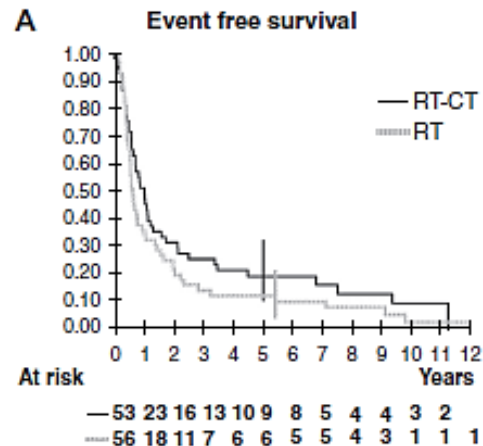 A Event free survival
1.00
0.90
0.80
0.70
0.60
0.50
0.40
0.30
0.20
0.10
0.00
RT-CT
RT
0 1 2 3 4 5 6 7 8 9 10 11 12
At risk Years
53 23 16 13 10 9 8 5 4 4 3 2
56 18 11 7 6 6 5 5 4 3 1 1 1